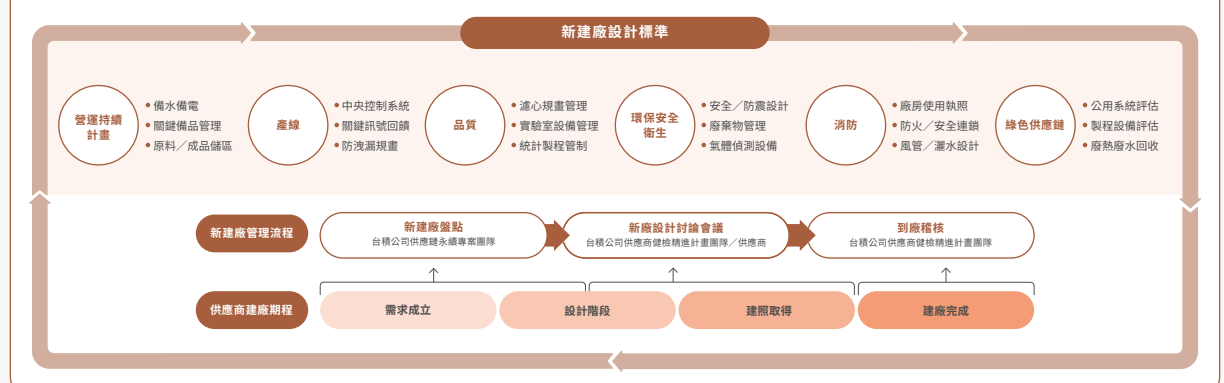 新建廠設計標準
營運持續
計畫
• 備水備電
• 關鍵備品管理
• 原料／成品儲區
產線
• 中央控制系統
• 關鍵訊號回饋
• 防洩漏規畫
品質
• 濾心規畫管理
• 實驗室設備管理
• 統計製程管制
環保安全
衛生
• 安全／防震設計
• 廢棄物管理
• 氣體偵測設備
消防
• 廠房使用執照
• 防火／安全連鎖
• 風管／灑水設計
綠色供應鏈
• 公用系統評估
• 製程設備評估
• 廢熱廢水回收
新建廠管理流程
新建廠盤點
台積公司供應鏈永續專案團隊
新廠設計討論會議
台積公司供應商健檢精進計畫團隊／供應商
到廠稽核
台積公司供應商健檢精進計畫團隊
供應商建廠期程
需求成立
設計階段
建照取得
建廠完成